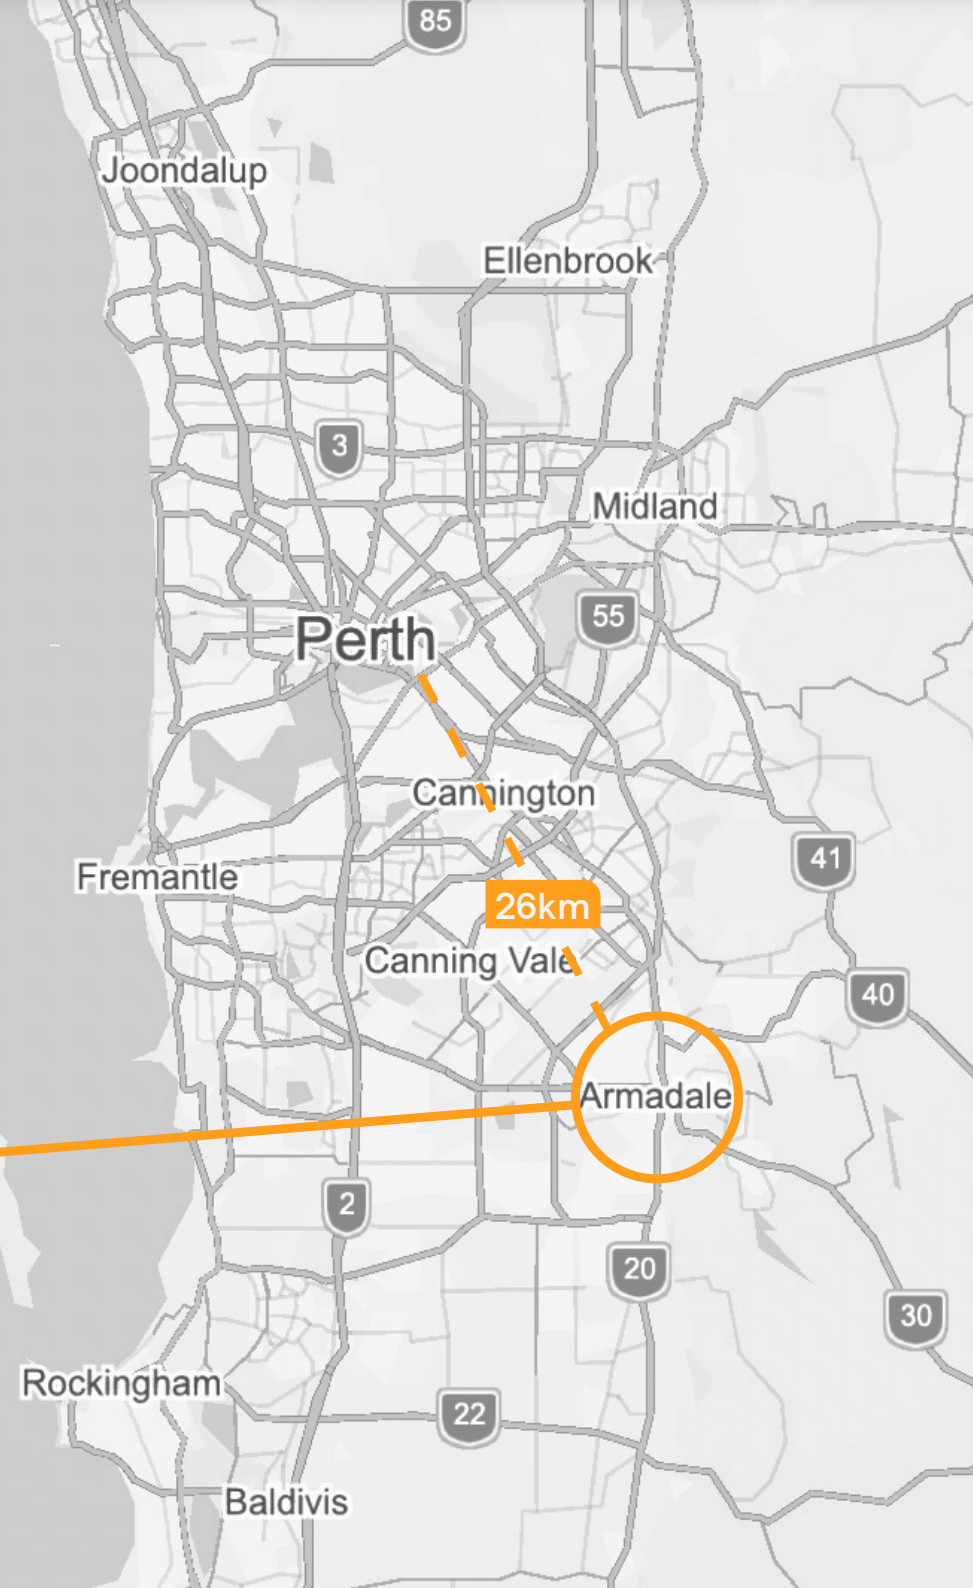 85
Joondalup
Ellenbrook
3
Midland
55
Perth
Cannington
41
Fremantle
26km
Canning Vale
40
Armadale
2
20
30
Rockingham
22
Baldivis